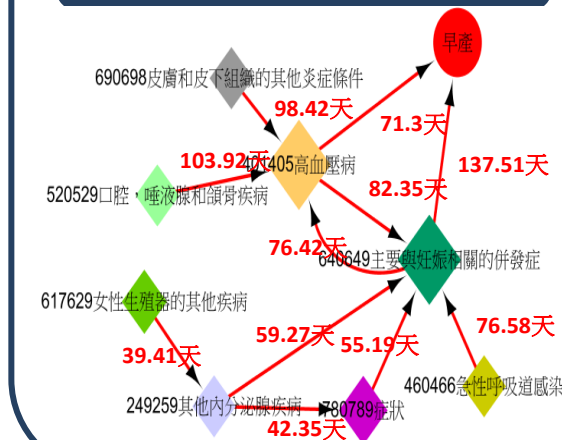 早產
690698皮膚和皮下組織的其他炎症條件
98.42天
71.3天
103.92天
401405高血壓病
137.51天
520529口腔，唾液腺和頜骨疾病
82.35天
76.42天
640649主要與妊娠相關的併發症
617629女性生殖器的其他疾病
59.27天
76.58天
39.41天
55.19天
460466急性呼吸道感染
249259其他內分泌腺疾病
780789症狀
42.35天